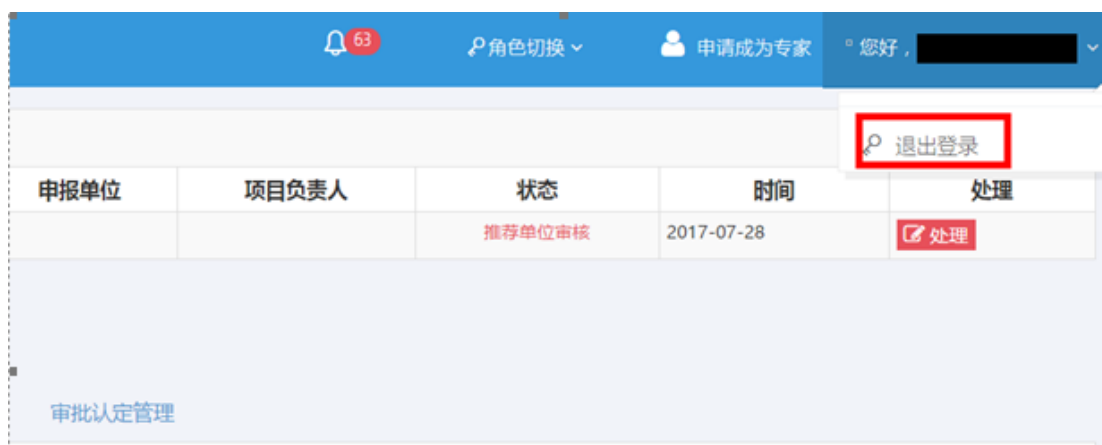 63 角色切换 申请成为专家 您好，
退出登录
申报单位 项目负责人 状态 时间 处理
推荐单位审核 2017-07-28 处理
审批认定管理